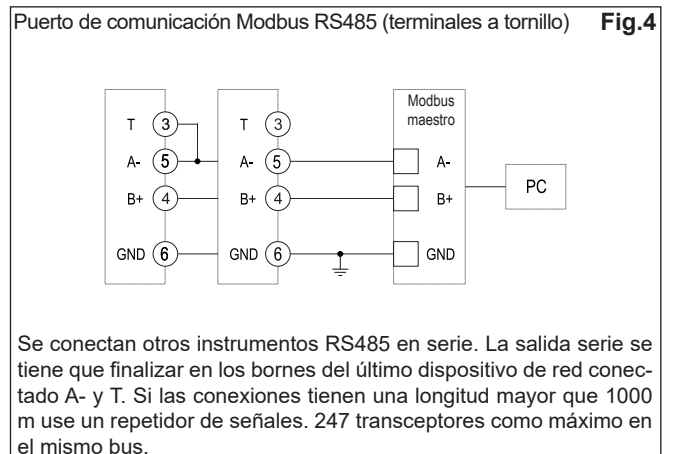 Puerto de comunicación Modbus RS485 (terminales a tornillo) Fig.4
Modbus
maestro
T 3 T 3
A- 5 A- 5 A-
B+ 4 B+ 4 B+
PC
GND 6 GND 6 GND
Se conectan otros instrumentos RS485 en serie. La salida serie se
tiene que finalizar en los bornes del último dispositivo de red conec-
tado A- y T. Si las conexiones tienen una longitud mayor que 1000
m use un repetidor de señales. 247 transceptores como máximo en
el mismo bus.